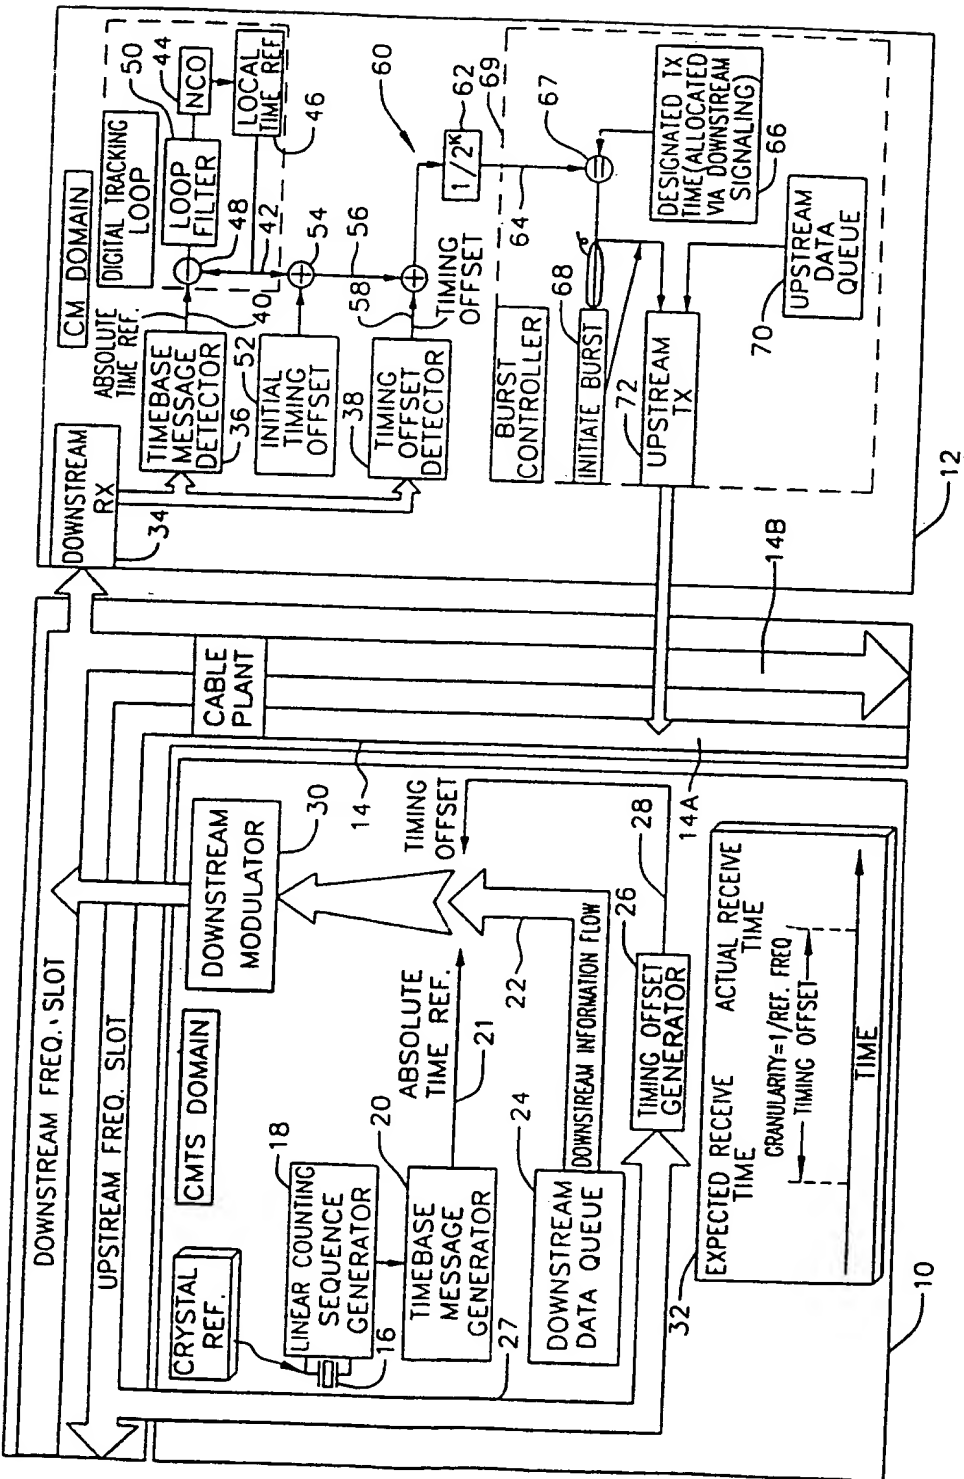 DOWNSTREAM FREQ. SLOT
UPSTREAM FREQ. SLOT
CMTS DOMAIN
CRYSTAL
REF.
16
18
LINEAR COUNTING
SEQUENCE
GENERATOR
20
TIMEBASE
MESSAGE
GENERATOR
ABSOLUTE
TIME REF.
21
22
24
DOWNSTREAM
DATA QUEUE
DOWNSTREAM INFORMATION FLOW
27
DOWNSTREAM
MODULATOR
30
TIMING
OFFSET
26
TIMING OFFSET
GENERATOR
28
32
EXPECTED RECEIVE
TIME
ACTUAL RECEIVE
TIME
GRANULARITY=1/REF. FREQ
TIMING OFFSET
TIME
10
CABLE
PLANT
14
14A
14B
CM DOMAIN
DOWNSTREAM
RX
34
ABSOLUTE
TIME REF.
40
TIMEBASE
MESSAGE
DETECTOR
36
DIGITAL TRACKING
LOOP
LOOP
FILTER
50
NCO
44
LOCAL
TIME REF
46
48
42
INITIAL
TIMING
OFFSET
52
54
56
TIMING
OFFSET
DETECTOR
38
58
TIMING
OFFSET
60
1/2K
62
64
69
67
BURST
CONTROLLER
INITIATE BURST
68
DESIGNATED TX
TIME(ALLOCATED
VIA DOWNSTREAM
SIGNALING)
66
UPSTREAM
TX
72
UPSTREAM
DATA
QUEUE
70
12